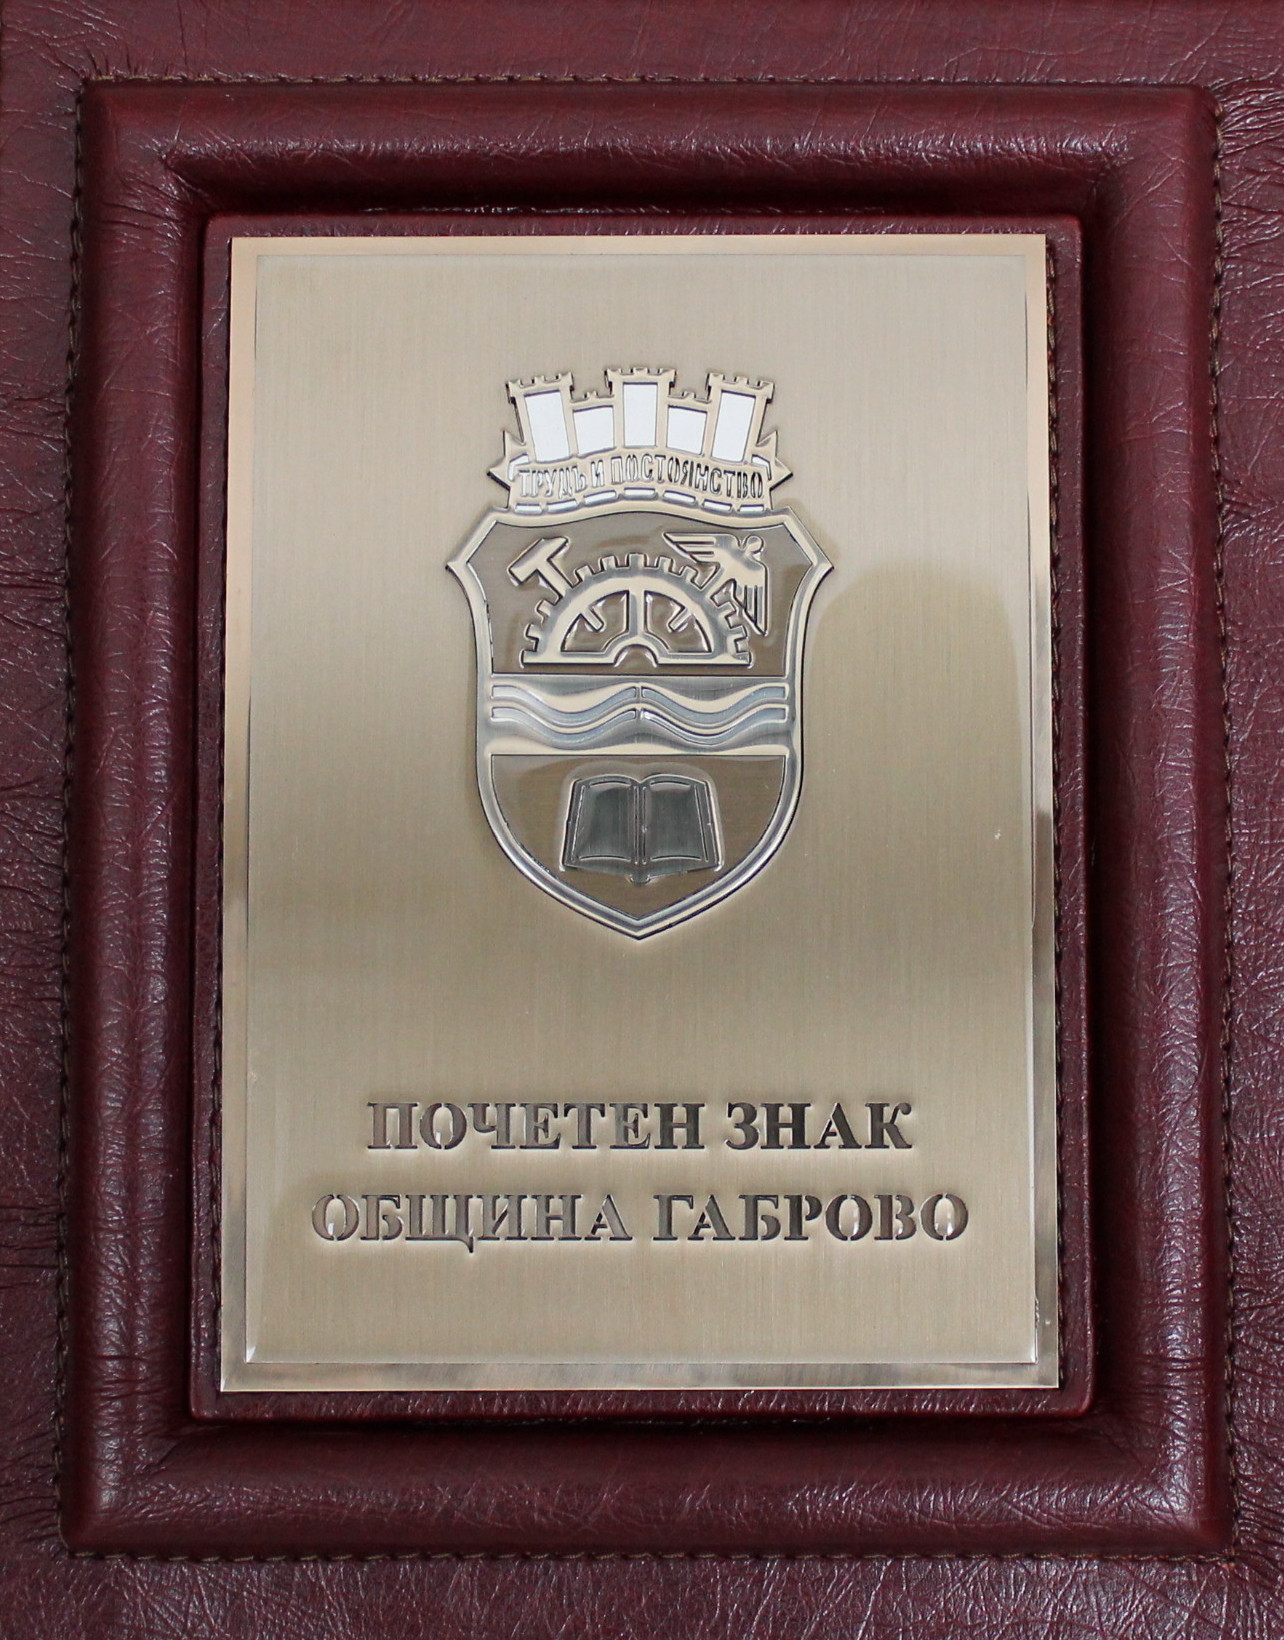 ТРУДЪ И ПОСТОЯНСТВО
ПОЧЕТЕН ЗНАК
ОБЩИНА ГАБРОВО